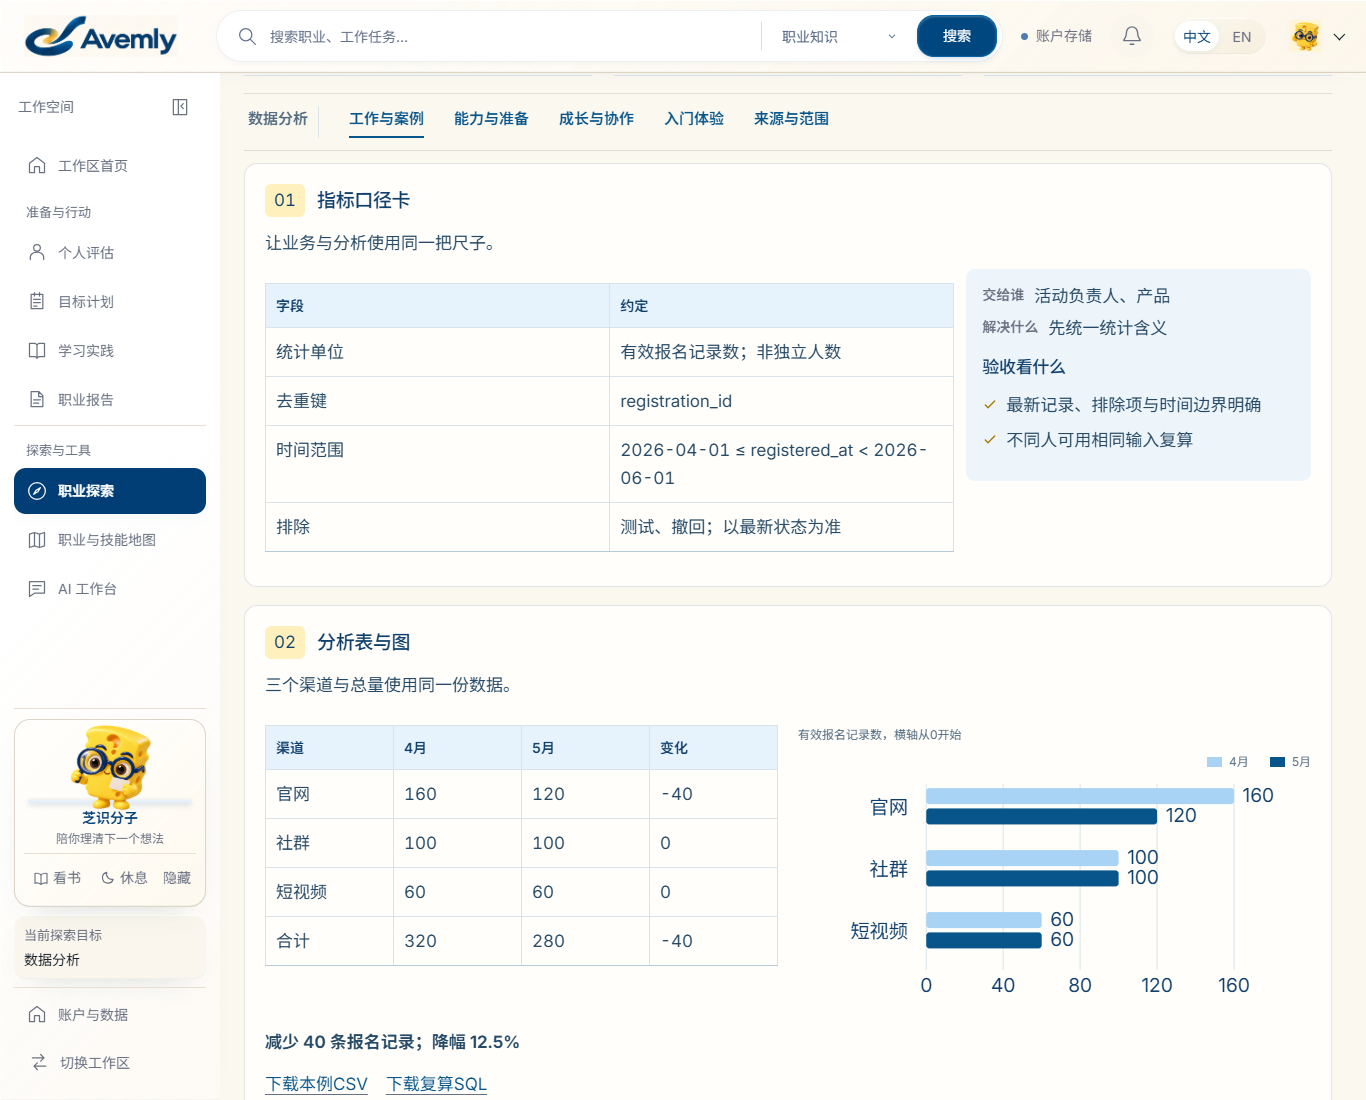 Avemly
搜索职业、工作任务...
职业知识
搜索
账户存储
中文
EN
工作空间
工作区首页
准备与行动
个人评估
目标计划
学习实践
职业报告
探索与工具
职业探索
职业与技能地图
AI 工作台
芝识分子
陪你理清下一个想法
看书
休息
隐藏
当前探索目标
数据分析
账户与数据
切换工作区
数据分析
工作与案例
能力与准备
成长与协作
入门体验
来源与范围
01
指标口径卡
让业务与分析使用同一把尺子。
字段
约定
统计单位
有效报名记录数；非独立人数
去重键
registration_id
时间范围
2026-04-01 ≤ registered_at < 2026-
06-01
排除
测试、撤回；以最新状态为准
交给谁 活动负责人、产品
解决什么 先统一统计含义
验收看什么
最新记录、排除项与时间边界明确
不同人可用相同输入复算
02
分析表与图
三个渠道与总量使用同一份数据。
渠道
4月
5月
变化
官网
160
120
-40
社群
100
100
0
短视频
60
60
0
合计
320
280
-40
有效报名记录数，横轴从0开始
4月
5月
官网
160
120
社群
100
100
短视频
60
60
0
40
80
120
160
减少 40 条报名记录；降幅 12.5%
下载本例CSV
下载复算SQL